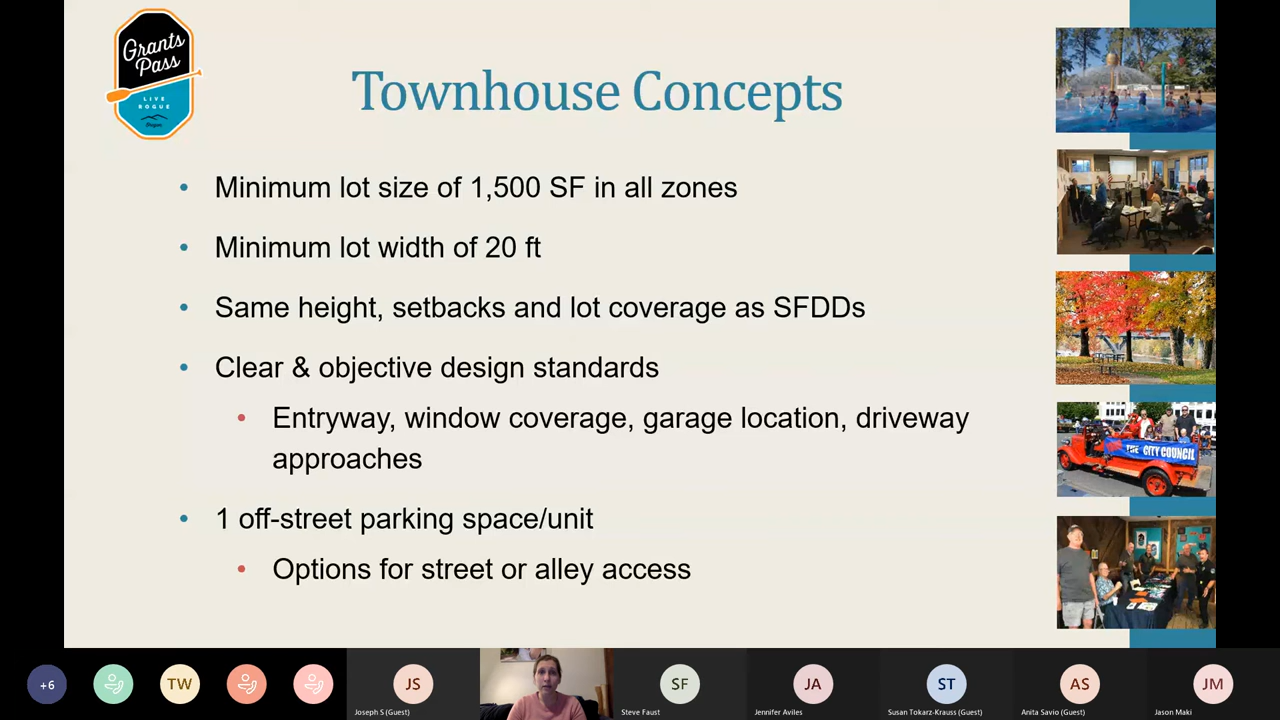 Grants
Pass
LIVE
ROGUE
Oregon
Townhouse Concepts
Minimum lot size of 1,500 SF in all zones
Minimum lot width of 20 ft
Same height, setbacks and lot coverage as SFDDs
Clear & objective design standards
Entryway, window coverage, garage location, driveway
approaches
1 off-street parking space/unit
Options for street or alley access
THE CITY COUNCIL
+6
TW
JS
Joseph S (Guest)
SF
Steve Faust
JA
Jennifer Aviles
ST
Susan Tokarz-Krauss (Guest)
AS
Anita Savio (Guest)
JM
Jason Maki